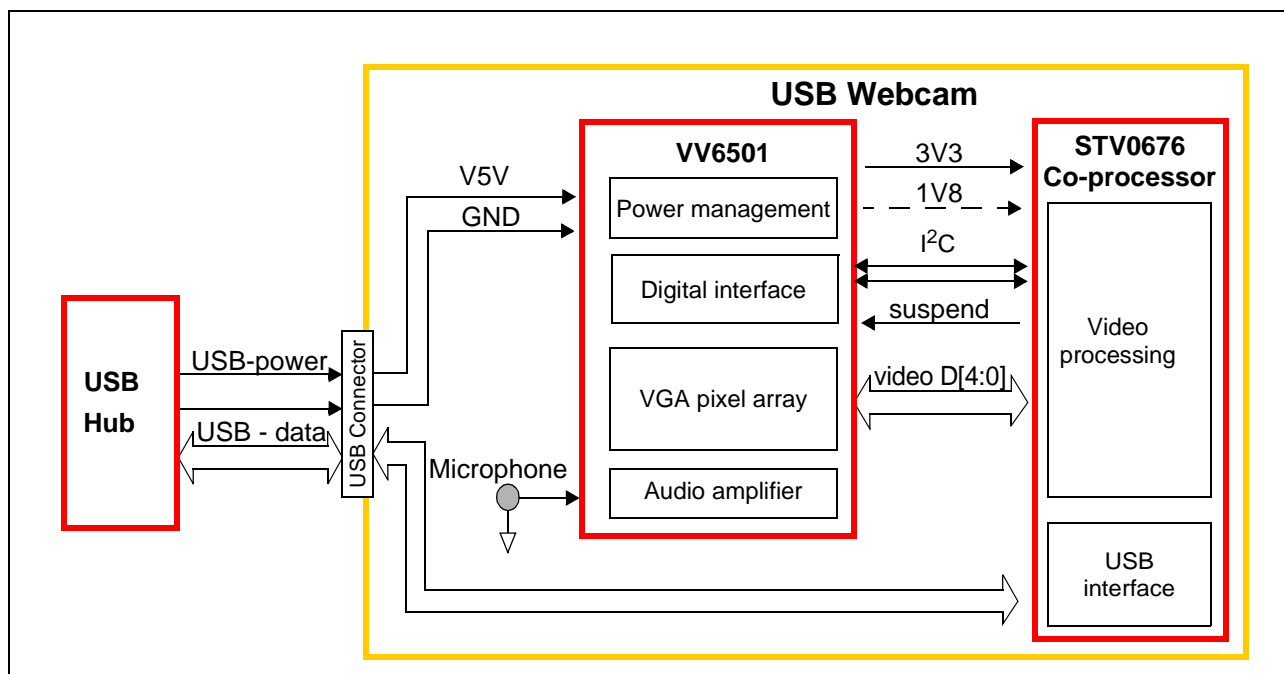 USB Webcam
VV6501
Power management
Digital interface
VGA pixel array
Audio amplifier
STV0676
Co-processor
Video
processing
USB
interface
V5V
GND
3V3
1V8
I²C
suspend
video D[4:0]
USB
Hub
USB-power
USB - data
USB Connector
Microphone